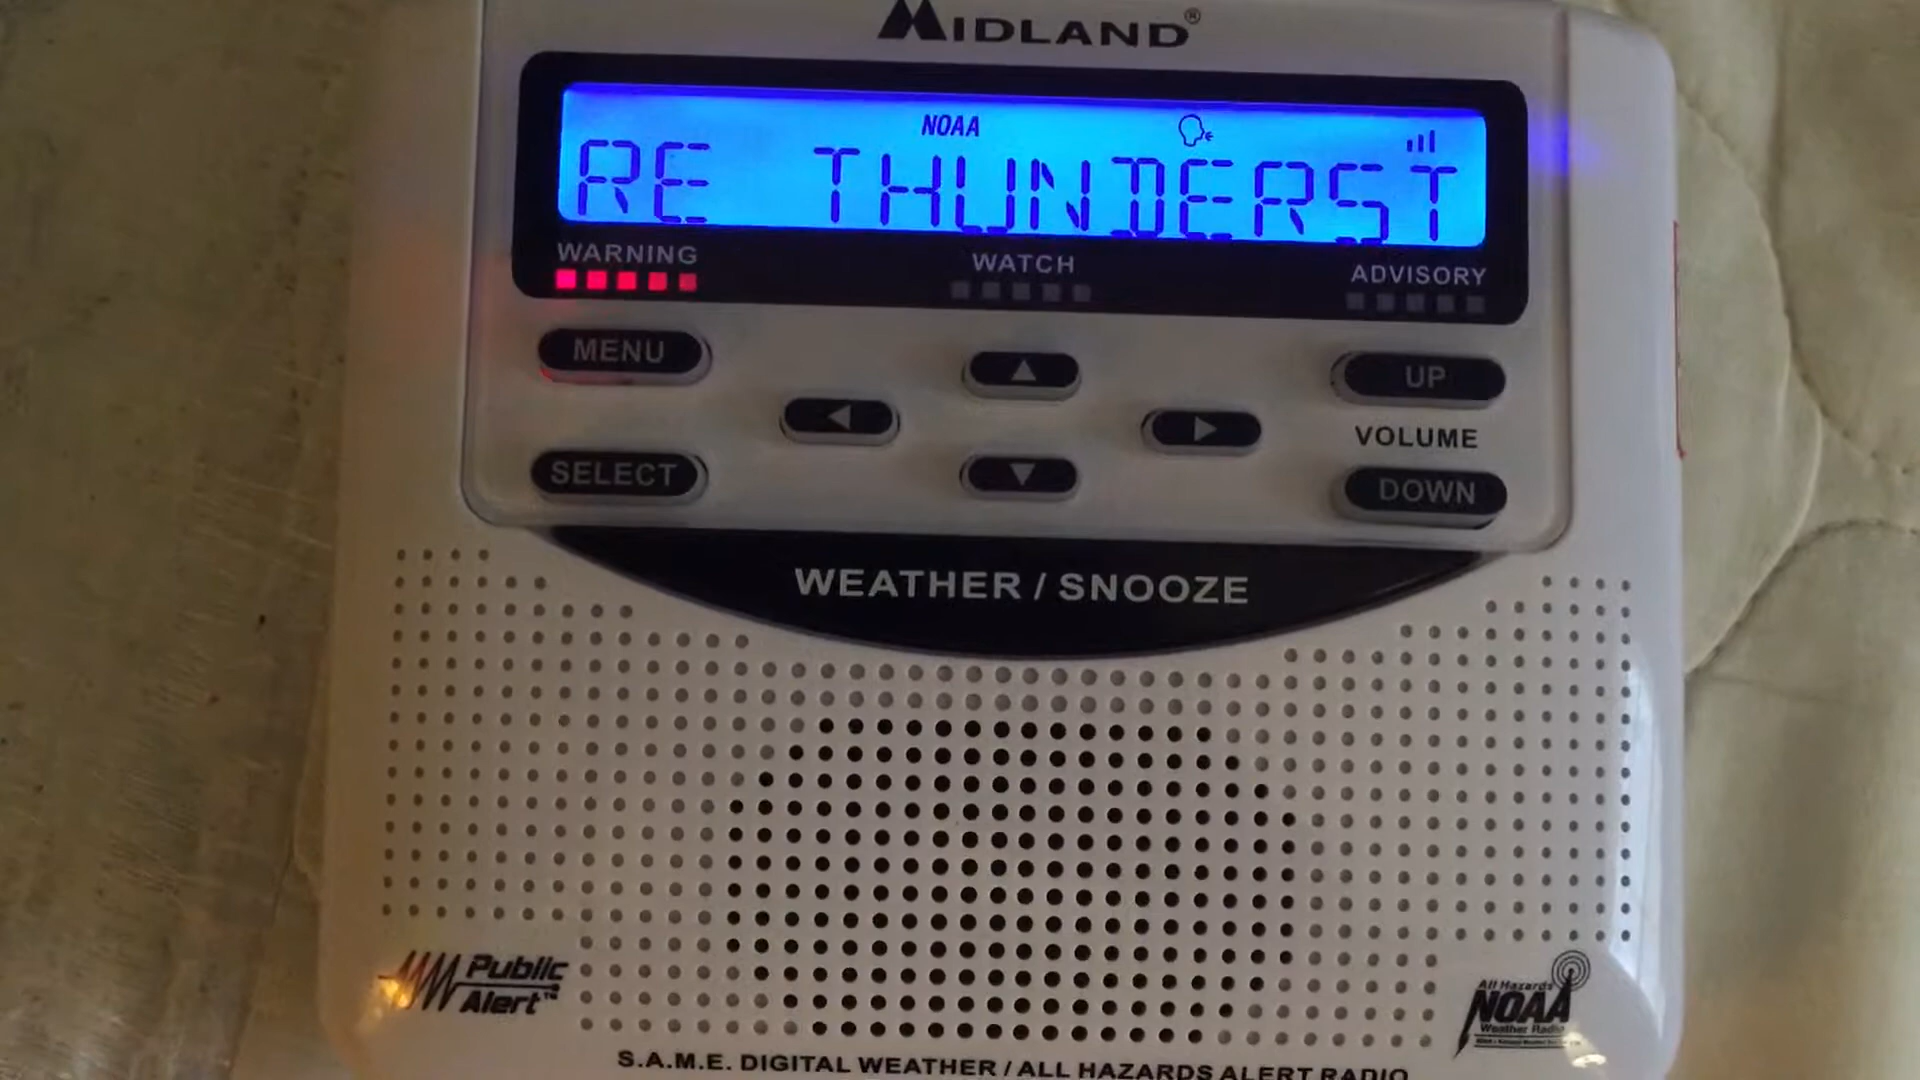 MIDLAND®
NOAA
RE THUNDERST
WARNING WATCH ADVISORY
MENU
UP
VOLUME
SELECT
DOWN
WEATHER / SNOOZE
Public Alert™
All Hazards
NOAA
Weather Radio
S.A.M.E. DIGITAL WEATHER / ALL HAZARDS ALERT RADIO